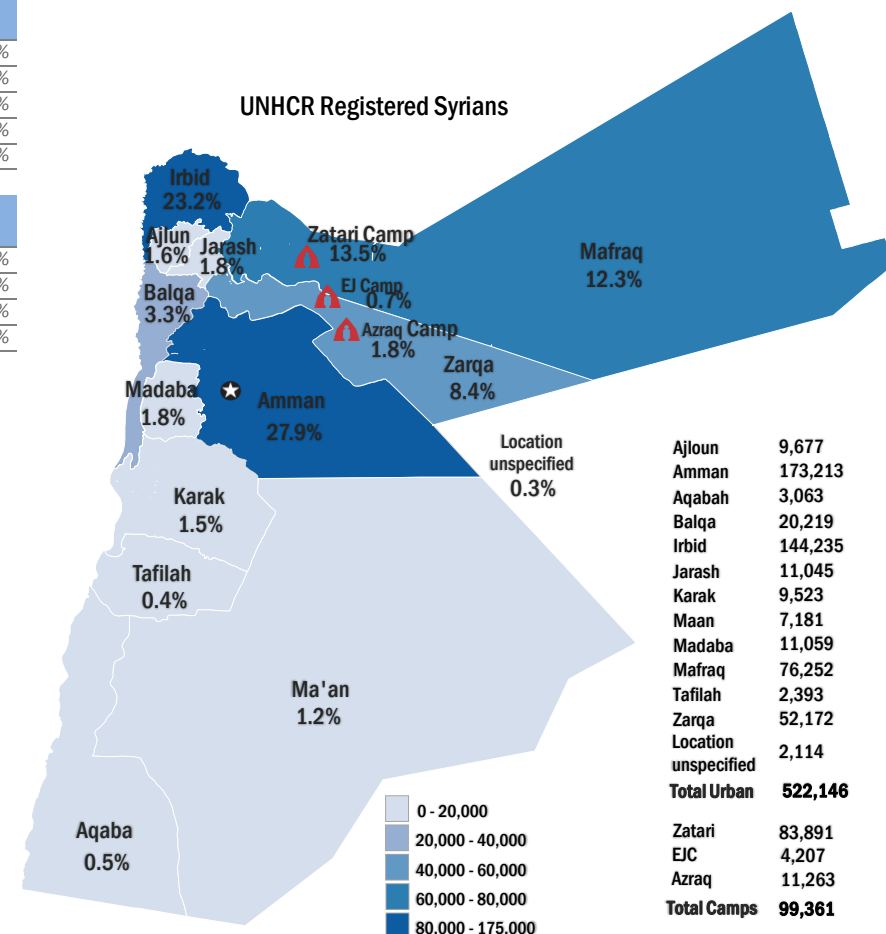 %
%
%
%
%
%
%
%
%
UNHCR Registered Syrians
Irbid
23.2%
Ajlun
1.6%
Jarash
1.8%
Zatari Camp
13.5%
Mafraq
12.3%
EJ Camp
0.7%
Balqa
3.3%
Azraq Camp
1.8%
Zarqa
8.4%
Madaba
1.8%
Amman
27.9%
Location
unspecified
0.3%
Karak
1.5%
Tafilah
0.4%
Ma'an
1.2%
Aqaba
0.5%
0 - 20,000
20,000 - 40,000
40,000 - 60,000
60,000 - 80,000
80,000 - 175,000
Ajloun 9,677
Amman 173,213
Aqabah 3,063
Balqa 20,219
Irbid 144,235
Jarash 11,045
Karak 9,523
Maan 7,181
Madaba 11,059
Mafraq 76,252
Tafilah 2,393
Zarqa 52,172
Location
unspecified 2,114
Total Urban 522,146
Zatari 83,891
EJC 4,207
Azraq 11,263
Total Camps 99,361